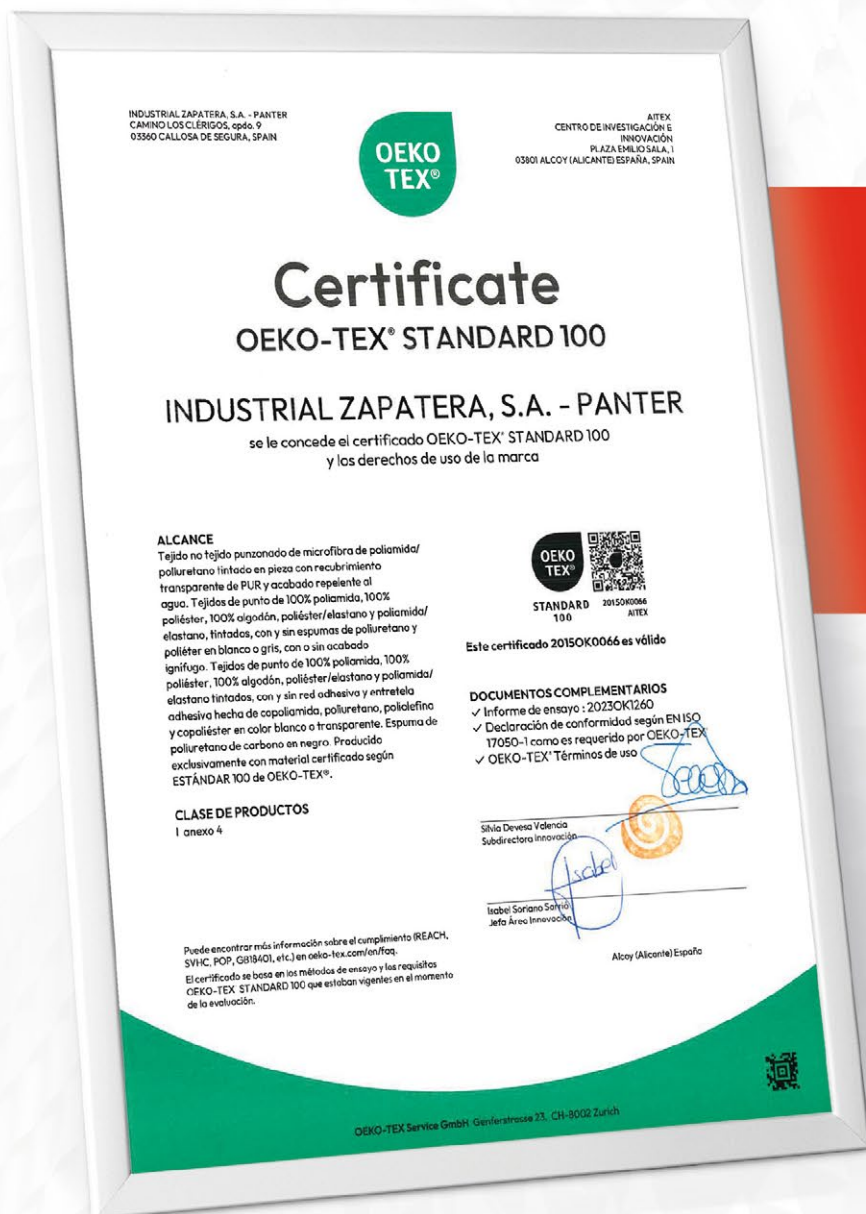 INDUSTRIAL ZAPATERA, S.A. - PANTER
CAMINO LOS CLÉRIGOS, apdo. 9
03360 CALLOSA DE SEGURA, SPAIN
OEKO
TEX®
AITEX
CENTRO DE INVESTIGACIÓN E
INNOVACIÓN
PLAZA EMILIO SALA, 1
03801 ALCOY (ALICANTE) ESPAÑA, SPAIN
Certificate
OEKO-TEX® STANDARD 100
INDUSTRIAL ZAPATERA, S.A. - PANTER
se le concede el certificado OEKO-TEX® STANDARD 100
y los derechos de uso de la marca
ALCANCE
Tejido no tejido punzonado de microfibra de poliamida/
poliuretano tintado en pieza con recubrimiento
transparente de PUR y acabado repelente al
agua. Tejidos de punto de 100% poliamida, 100%
poliéster, 100% algodón, poliéster/elastano y poliamida/
elastano, tintados, con y sin espumas de poliuretano y
poliéter en blanco o gris, con o sin acabado
ignífugo. Tejidos de punto de 100% poliamida, 100%
poliéster, 100% algodón, poliéster/elastano y poliamida/
elastano tintados, con y sin red adhesiva y entretela
adhesiva hecha de copoliamida, poliuretano, poliolefina
y copoliéster en color blanco o transparente. Espuma de
poliuretano de carbono en negro. Producido
exclusivamente con material certificado según
ESTÁNDAR 100 de OEKO-TEX®.
CLASE DE PRODUCTOS
I anexo 4
OEKO
TEX®
STANDARD
100
2015OK0066
AITEX
Este certificado 2015OK0066 es válido
DOCUMENTOS COMPLEMENTARIOS
✓ Informe de ensayo : 2023OK1260
✓ Declaración de conformidad según EN ISO
17050-1 como es requerido por OEKO-TEX
✓ OEKO-TEX® Términos de uso
Silvia Devesa Valencia
Subdirectora Innovación
Isabel
Isabel Soriano Sarrió
Jefa Área Innovación
Alcoy (Alicante) España
Puede encontrar más información sobre el cumplimiento (REACH,
SVHC, POP, GB18401, etc.) en oeko-tex.com/en/faq.
El certificado se basa en los métodos de ensayo y los requisitos
OEKO-TEX STANDARD 100 que estaban vigentes en el momento
de la evaluación.
OEKO-TEX Service GmbH Genferstrasse 23, CH-8002 Zurich